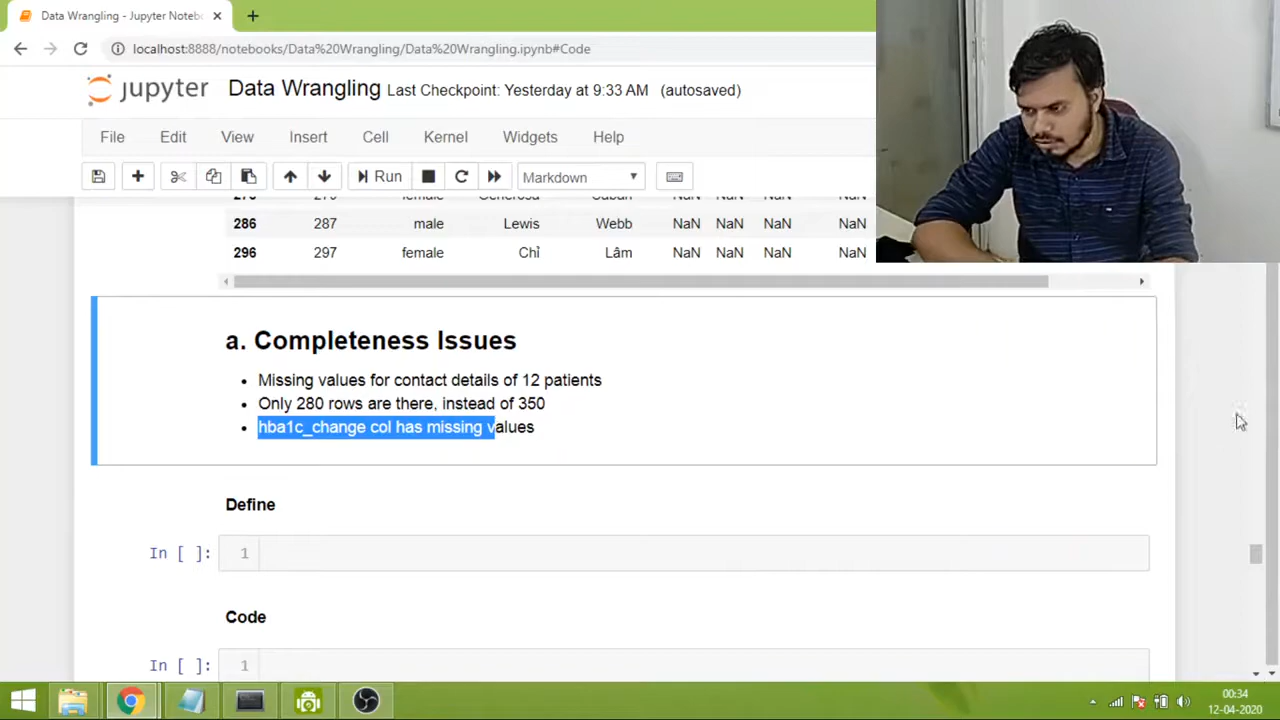 Data Wrangling - Jupyter Notebo
localhost:8888/notebooks/Data%20Wrangling/Data%20Wrangling.ipynb#Code
jupyter Data Wrangling Last Checkpoint: Yesterday at 9:33 AM (autosaved)
File Edit View Insert Cell Kernel Widgets Help
Run Markdown
286 287 male Lewis Webb NaN NaN NaN NaN
296 297 female Chỉ Lâm NaN NaN NaN NaN
a. Completeness Issues
• Missing values for contact details of 12 patients
• Only 280 rows are there, instead of 350
• hba1c_change col has missing values
Define
In [ ]: 1
Code
In [ ]: 1
00:34
12-04-2020